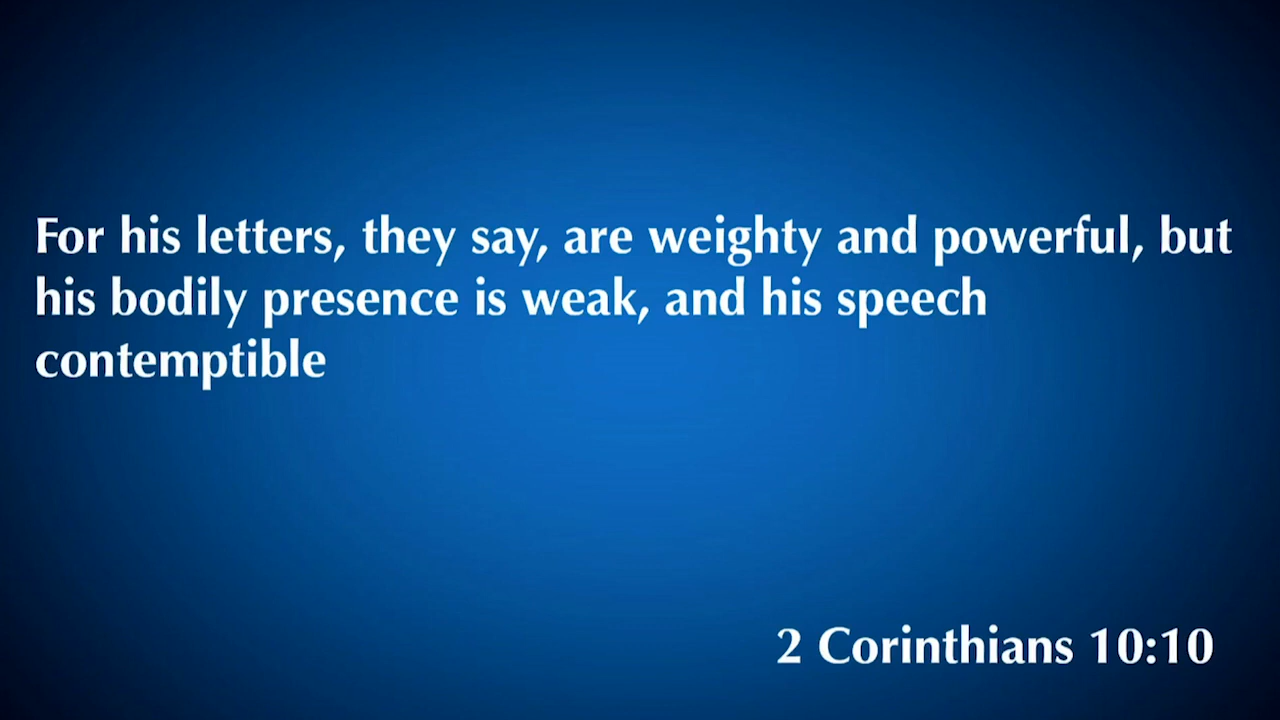 For his letters, they say, are weighty and powerful, but
his bodily presence is weak, and his speech
contemptible
2 Corinthians 10:10